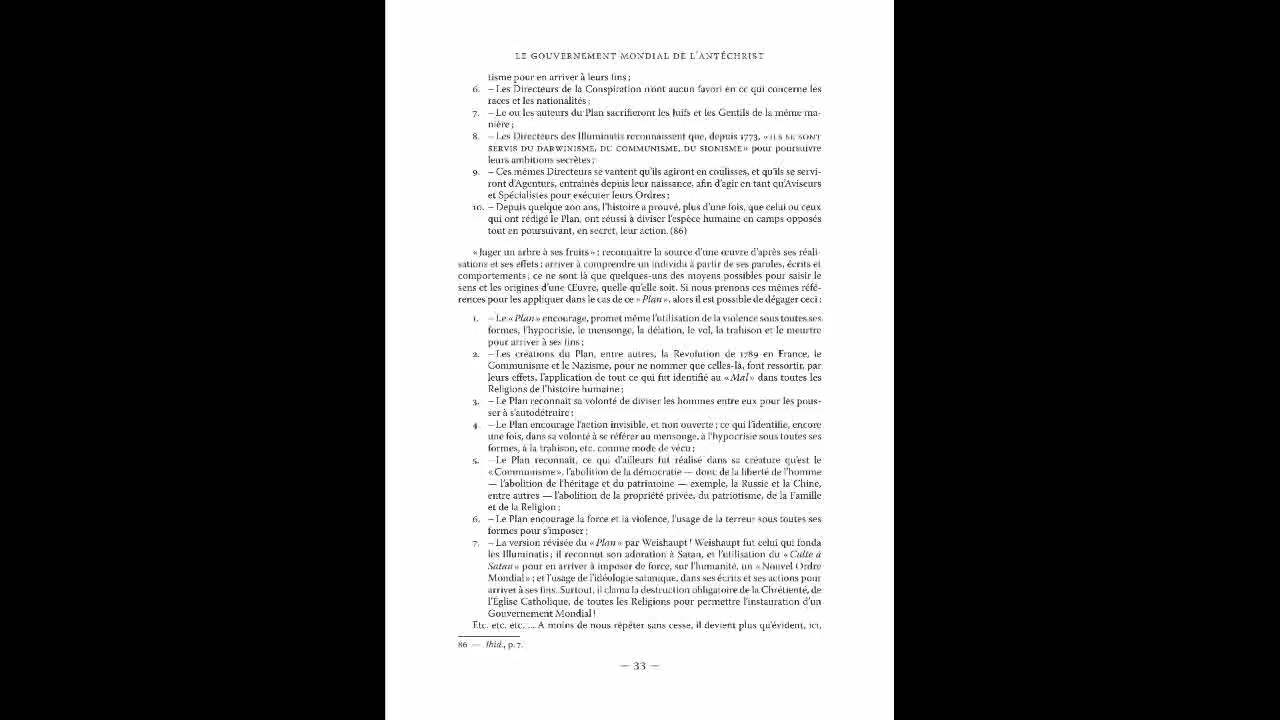 LE GOUVERNEMENT MONDIAL DE L'ANTÉCHRIST
tisme pour en arriver à leurs fins ;
6. – Les Directeurs de la Conspiration n'ont aucun favori en ce qui concerne les
races et les nationalités ;
7. – Le ou les auteurs du Plan sacrifieront les Juifs et les Gentils de la même ma-
nière ;
8. – Les Directeurs des Illuminatis reconnaissent que, depuis 1773, « ILS SE SONT
SERVIS DU DARWINISME, DU COMMUNISME, DU SIONISME » pour poursuivre
leurs ambitions secrètes ;
9. – Ces mêmes Directeurs se vantent qu'ils agiront en coulisses, et qu'ils se servi-
ront d'Agenturs, entraînés depuis leur naissance, afin d'agir en tant qu'Aviseurs
et Spécialistes pour exécuter leurs Ordres ;
10. – Depuis quelque 200 ans, l'histoire a prouvé, plus d'une fois, que celui ou ceux
qui ont rédigé le Plan, ont réussi à diviser l'espèce humaine en camps opposés
tout en poursuivant, en secret, leur action. (86)
« Juger un arbre à ses fruits » ; reconnaître la source d'une œuvre d'après ses réali-
sations et ses effets ; arriver à comprendre un individu à partir de ses paroles, écrits et
comportements ; ce ne sont là que quelques-uns des moyens possibles pour saisir le
sens et les origines d'une Œuvre, quelle qu'elle soit. Si nous prenons ces mêmes réfé-
rences pour les appliquer dans le cas de ce « Plan », alors il est possible de dégager ceci :
1. – Le « Plan » encourage, promet même l'utilisation de la violence sous toutes ses
formes, l'hypocrisie, le mensonge, la délation, le vol, la trahison et le meurtre
pour arriver à ses fins ;
2. – Les créations du Plan, entre autres, la Revolution de 1789 en France, le
Communisme et le Nazisme, pour ne nommer que celles-là, font ressortir, par
leurs effets, l'application de tout ce qui fut identifié au « Mal » dans toutes les
Religions de l'histoire humaine ;
3. – Le Plan reconnaît sa volonté de diviser les hommes entre eux pour les pous-
ser à s'autodétruire ;
4. – Le Plan encourage l'action invisible, et non ouverte ; ce qui l'identifie, encore
une fois, dans sa volonté à se référer au mensonge, à l'hypocrisie sous toutes ses
formes, à la trahison, etc. comme mode de vécu ;
5. – Le Plan reconnaît, ce qui d'ailleurs fut réalisé dans sa créature qu'est le
« Communisme », l'abolition de la démocratie — donc de la liberté de l'homme
— l'abolition de l'héritage et du patrimoine — exemple, la Russie et la Chine,
entre autres — l'abolition de la propriété privée, du patriotisme, de la Famille
et de la Religion ;
6. – Le Plan encourage la force et la violence, l'usage de la terreur sous toutes ses
formes pour s'imposer ;
7. – La version révisée du « Plan » par Weishaupt ! Weishaupt fut celui qui fonda
les Illuminatis ; il reconnut son adoration à Satan, et l'utilisation du « Culte à
Satan » pour en arriver à imposer de force, sur l'humanité, un « Nouvel Ordre
Mondial » ; et l'usage de l'idéologie satanique, dans ses écrits et ses actions pour
arriver à ses fins. Surtout, il clama la destruction obligatoire de la Chrétienté, de
l'Église Catholique, de toutes les Religions pour permettre l'instauration d'un
Gouvernement Mondial !
Etc. etc. etc. ... A moins de nous répéter sans cesse, il devient plus qu'évident, ici,
86 — Ibid., p. 7.
— 33 —